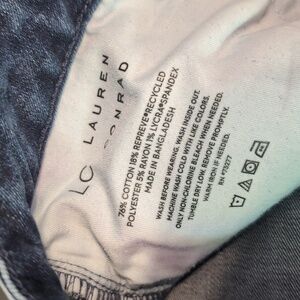 LC LAUREN
CONRAD
76% COTTON 18% REPREVE® RECYCLED
POLYESTER 5% RAYON 1% LYCRA® SPANDEX
MADE IN BANGLADESH
WASH BEFORE WEARING. WASH INSIDE OUT.
MACHINE WASH COLD WITH LIKE COLORS.
ONLY NON-CHLORINE BLEACH WHEN NEEDED.
TUMBLE DRY LOW. REMOVE PROMPTLY.
WARM IRON IF NEEDED.
RN #73277